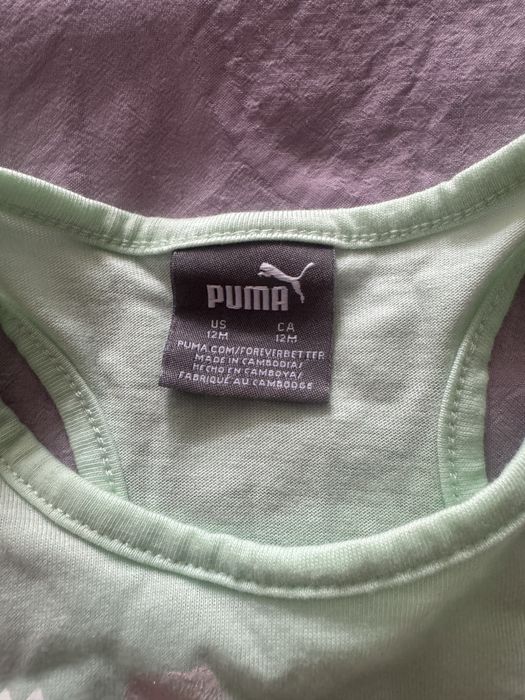 PUMA
US CA
12M 12M
PUMA.COM/FOREVERBETTER
MADE IN CAMBODIA/
HECHO EN CAMBOYA/
FABRIQUÉ AU CAMBODGE